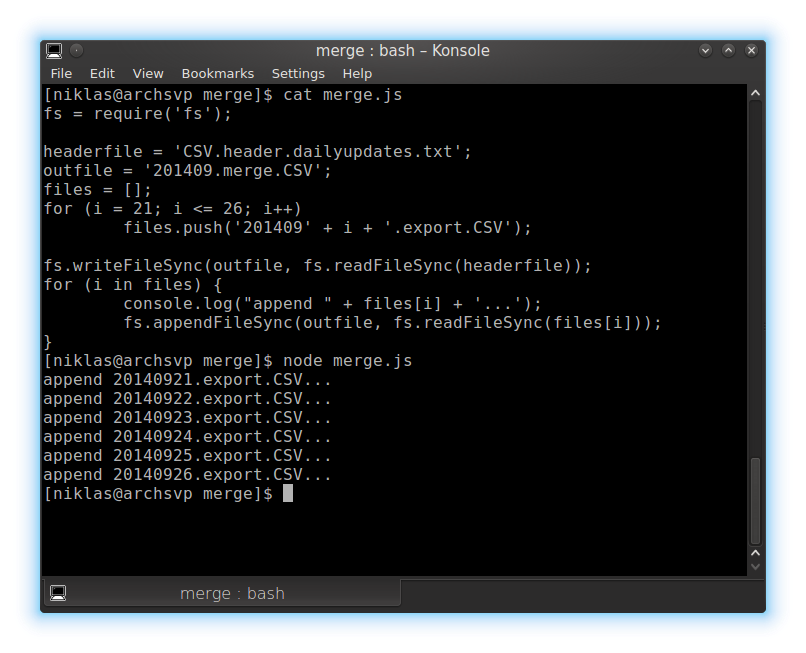 merge : bash – Konsole
File Edit View Bookmarks Settings Help
[niklas@archsvp merge]$ cat merge.js
fs = require('fs');

headerfile = 'CSV.header.dailyupdates.txt';
outfile = '201409.merge.CSV';
files = [];
for (i = 21; i <= 26; i++)
        files.push('201409' + i + '.export.CSV');

fs.writeFileSync(outfile, fs.readFileSync(headerfile));
for (i in files) {
        console.log("append " + files[i] + '...');
        fs.appendFileSync(outfile, fs.readFileSync(files[i]));
}
[niklas@archsvp merge]$ node merge.js
append 20140921.export.CSV...
append 20140922.export.CSV...
append 20140923.export.CSV...
append 20140924.export.CSV...
append 20140925.export.CSV...
append 20140926.export.CSV...
[niklas@archsvp merge]$
merge : bash